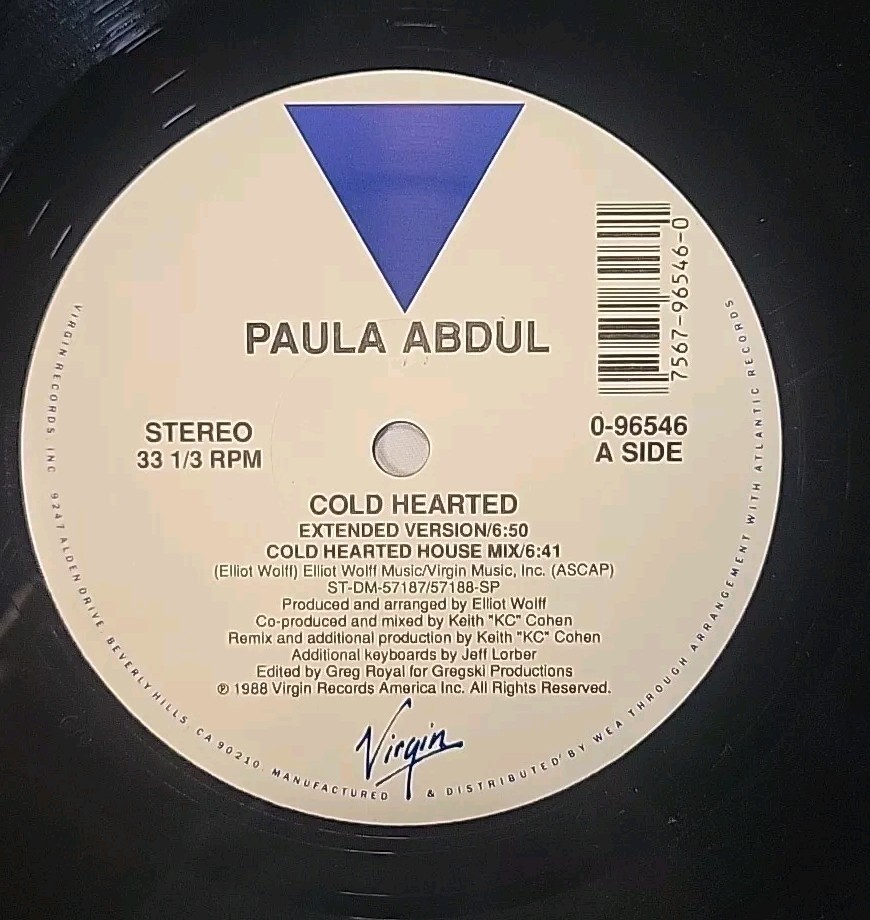 PAULA ABDUL
7567-96546-0
STEREO
33 1/3 RPM
0-96546
A SIDE
COLD HEARTED
EXTENDED VERSION/6:50
COLD HEARTED HOUSE MIX/6:41
(Elliot Wolff) Elliot Wolff Music/Virgin Music, Inc. (ASCAP)
ST-DM-57187/57188-SP
Produced and arranged by Elliot Wolff
Co-produced and mixed by Keith "KC" Cohen
Remix and additional production by Keith "KC" Cohen
Additional keyboards by Jeff Lorber
Edited by Greg Royal for Gregski Productions
℗ 1988 Virgin Records America Inc. All Rights Reserved.
Virgin
VIRGIN RECORDS, INC 9247 ALDEN DRIVE, BEVERLY HILLS, CA 90210. MANUFACTURED & DISTRIBUTED BY WEA THROUGH ARRANGEMENT WITH ATLANTIC RECORDS